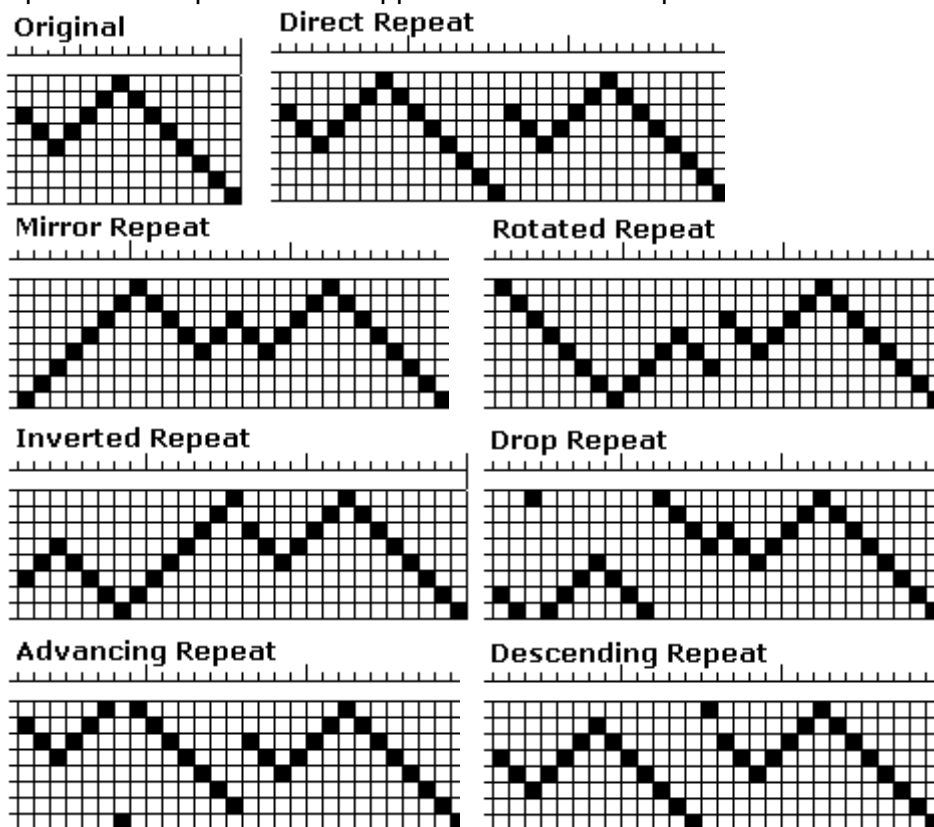 Original
Direct Repeat
Mirror Repeat
Rotated Repeat
Inverted Repeat
Drop Repeat
Advancing Repeat
Descending Repeat